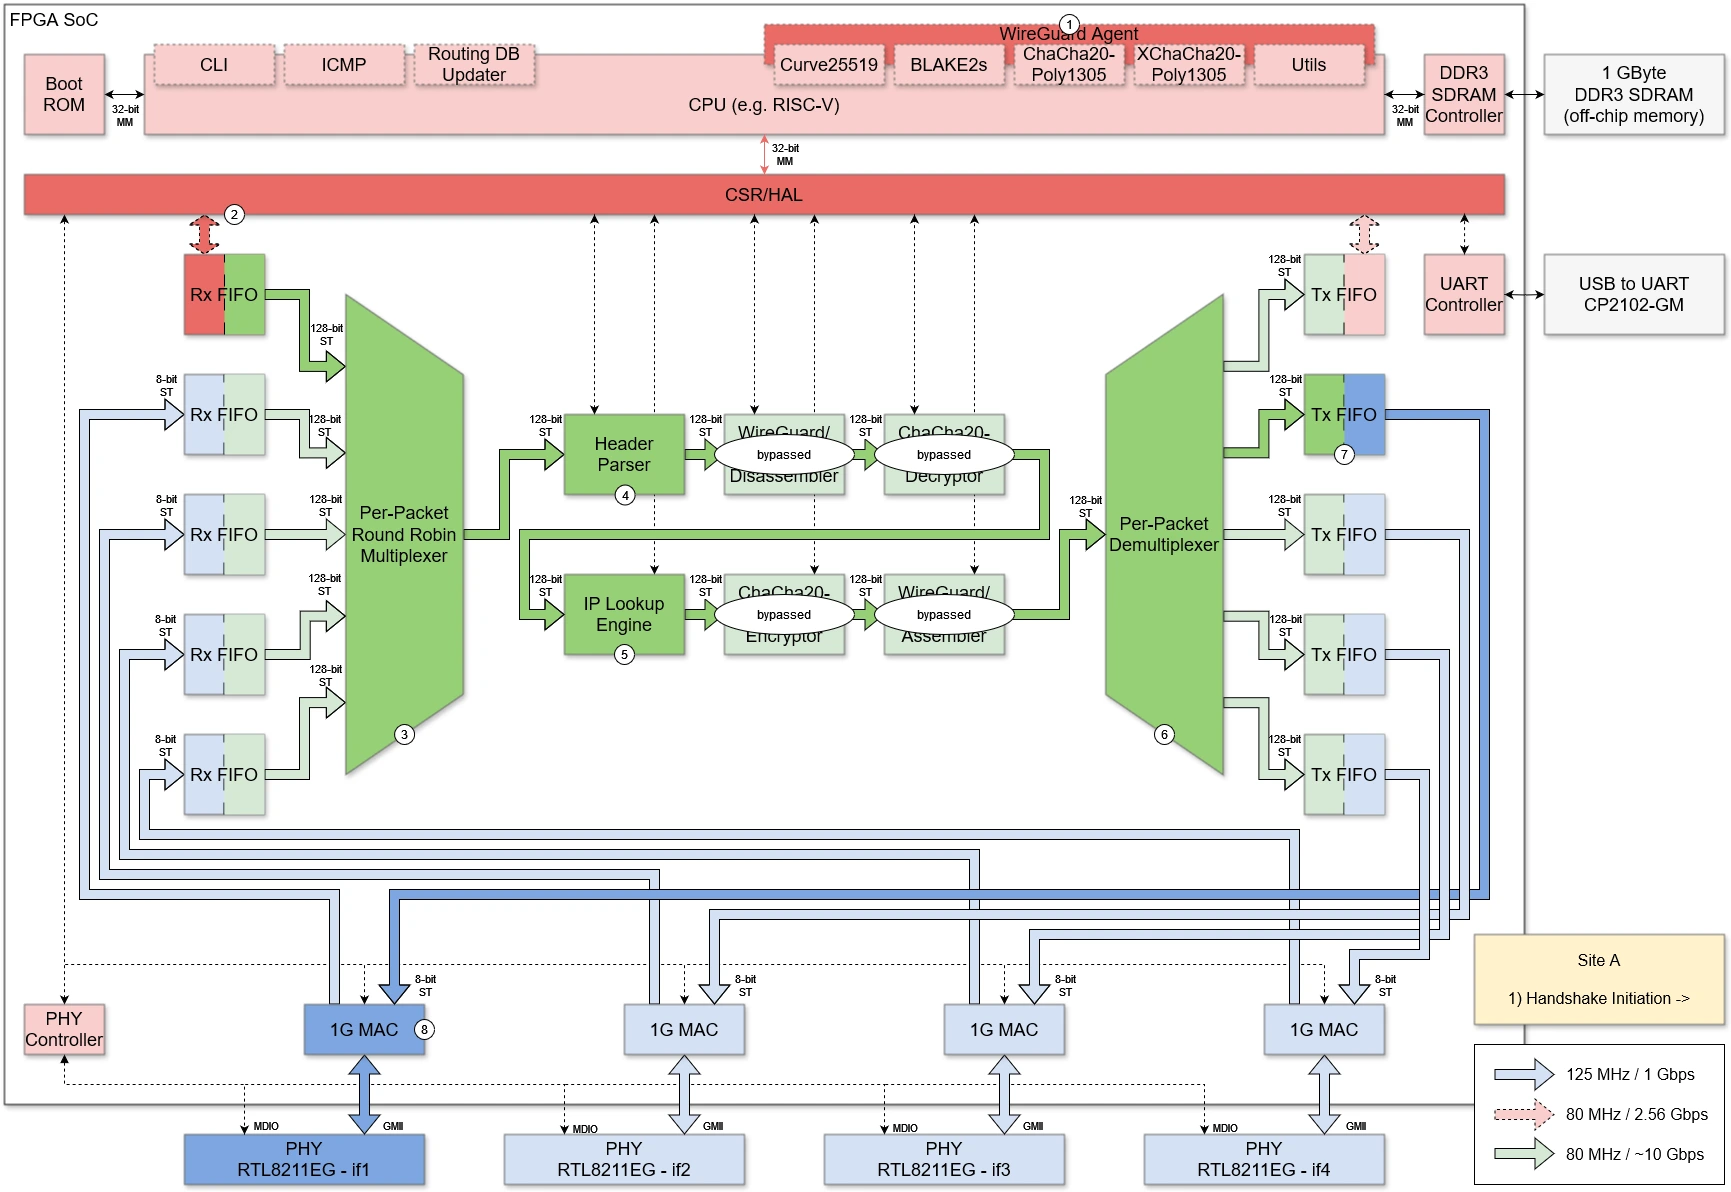 FPGA SoC
1
WireGuard Agent
CLI
ICMP
Routing DB
Updater
Curve25519
BLAKE2s
ChaCha20-
Poly1305
XChaCha20-
Poly1305
Utils
Boot
ROM
32-bit
MM
CPU (e.g. RISC-V)
32-bit
MM
DDR3
SDRAM
Controller
1 GByte
DDR3 SDRAM
(off-chip memory)
32-bit
MM
CSR/HAL
2
Rx FIFO
128-bit
ST
8-bit
ST
Rx FIFO
128-bit
ST
8-bit
ST
Rx FIFO
128-bit
ST
8-bit
ST
Rx FIFO
128-bit
ST
8-bit
ST
Rx FIFO
128-bit
ST
Per-Packet
Round Robin
Multiplexer
3
128-bit
ST
Header
Parser
4
128-bit
ST
WireGuard/
bypassed
Disassembler
128-bit
ST
ChaCha20-
bypassed
Decryptor
128-bit
ST
IP Lookup
Engine
5
128-bit
ST
ChaCha20-
bypassed
Encryptor
128-bit
ST
WireGuard/
bypassed
Assembler
128-bit
ST
Per-Packet
Demultiplexer
6
128-bit
ST
Tx FIFO
128-bit
ST
Tx FIFO
7
128-bit
ST
Tx FIFO
128-bit
ST
Tx FIFO
128-bit
ST
Tx FIFO
UART
Controller
USB to UART
CP2102-GM
PHY
Controller
8-bit
ST
1G MAC
8
8-bit
ST
1G MAC
8-bit
ST
1G MAC
8-bit
ST
1G MAC
MDIO
GMII
PHY
RTL8211EG - if1
MDIO
GMII
PHY
RTL8211EG - if2
MDIO
GMII
PHY
RTL8211EG - if3
MDIO
GMII
PHY
RTL8211EG - if4
Site A
1) Handshake Initiation ->
125 MHz / 1 Gbps
80 MHz / 2.56 Gbps
80 MHz / ~10 Gbps